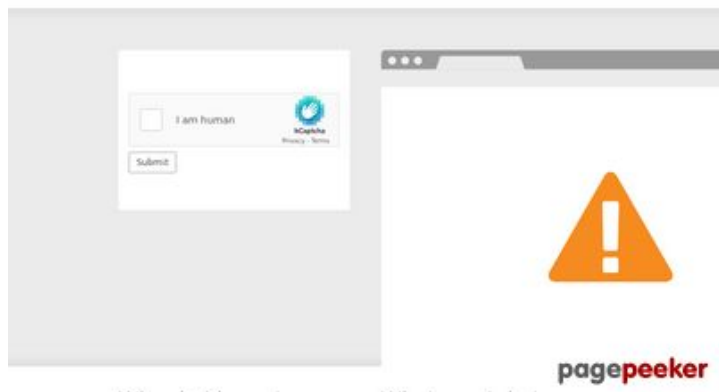 I am human
hCaptcha
Privacy - Terms
Submit
pagepeeker